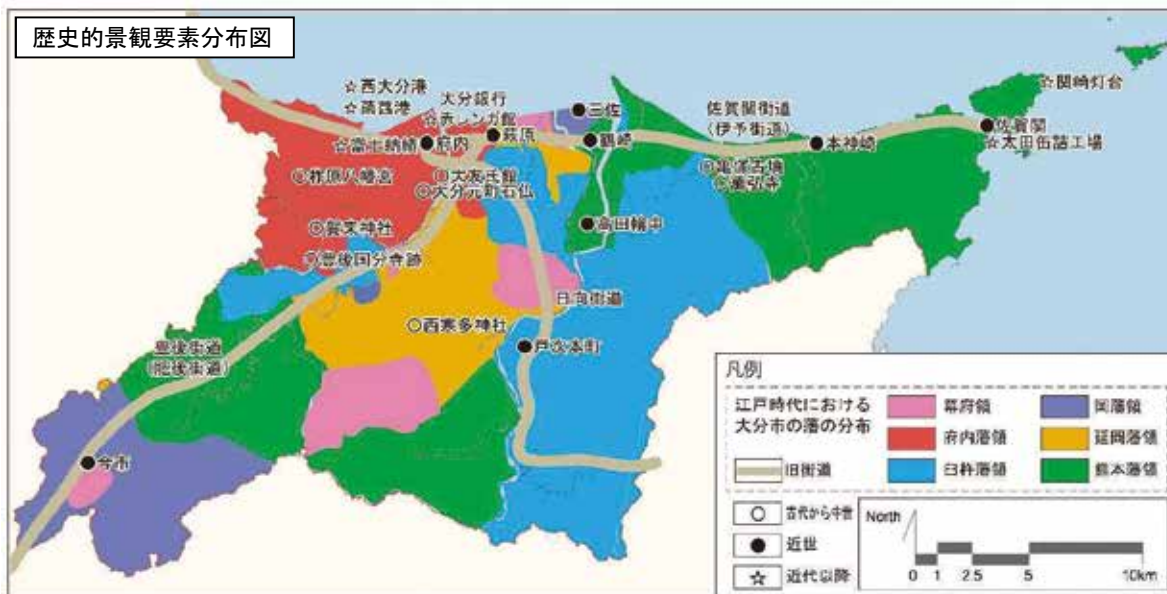 歴史的景観要素分布図
☆西大分港
☆菡萏港
大分銀行
☆赤レンガ館
●萩原
●三佐
●鶴崎
佐賀関街道
(伊予街道)
●本神崎
☆関崎灯台
●佐賀関
☆太田缶詰工場
☆富士紡績
●府内
○柞原八幡宮
○大友氏館
○大分元町石仏
○亀塚古墳
○萬弘寺
●高田輪中
○賀来神社
○豊後国分寺跡
日向街道
○西寒多神社
●戸次本町
豊後街道
(肥後街道)
●今市
凡例
江戸時代における
大分市の藩の分布
幕府領
岡藩領
府内藩領
延岡藩領
旧街道
臼杵藩領
熊本藩領
○ 古代から中世
● 近世
☆ 近代以降
North
0 1 2.5 5 10km